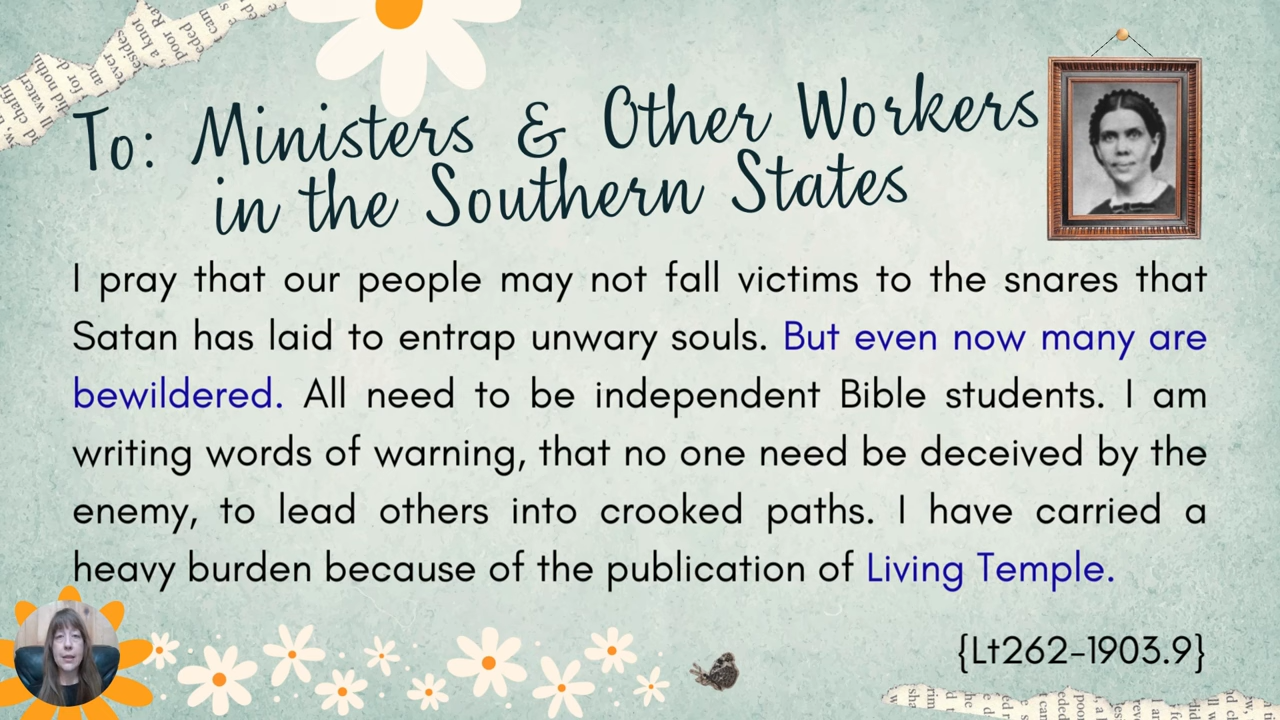 To: Ministers & Other Workers
in the Southern States
I pray that our people may not fall victims to the snares that
Satan has laid to entrap unwary souls. But even now many are
bewildered. All need to be independent Bible students. I am
writing words of warning, that no one need be deceived by the
enemy, to lead others into crooked paths. I have carried a
heavy burden because of the publication of Living Temple.
{Lt262-1903.9}